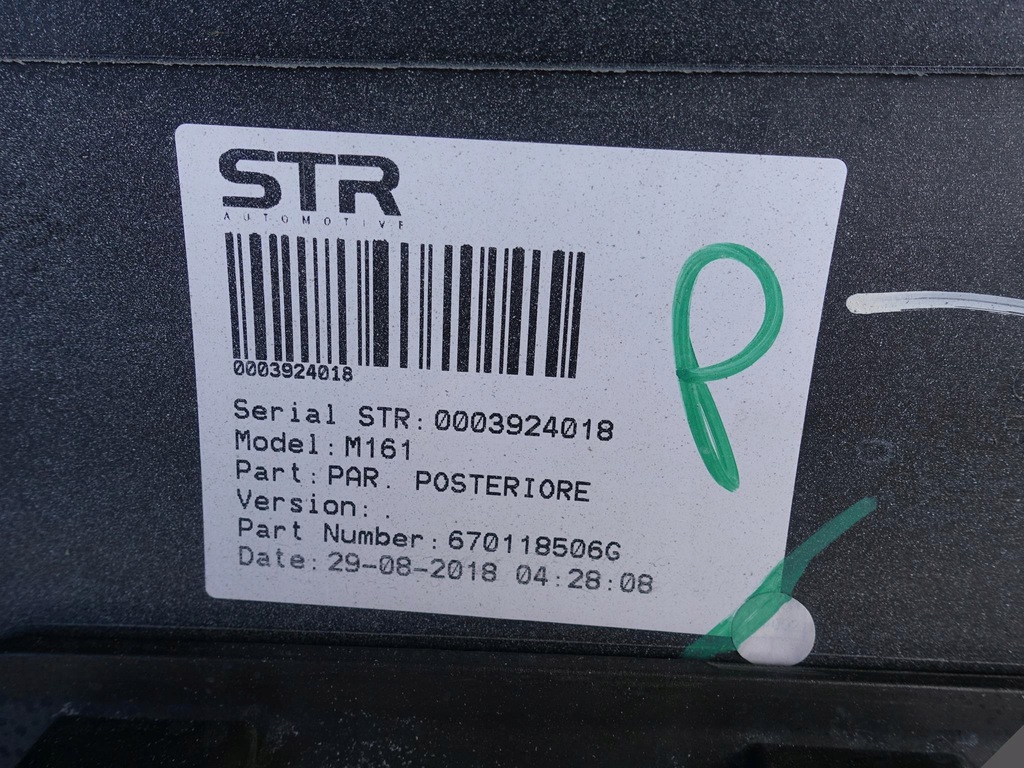 STR
AUTOMOTIVE
0003924018
Serial STR: 0003924018
Model: M161
Part: PAR. POSTERIORE
Version: .
Part Number: 670118506G
Date: 29-08-2018 04:28:08
P